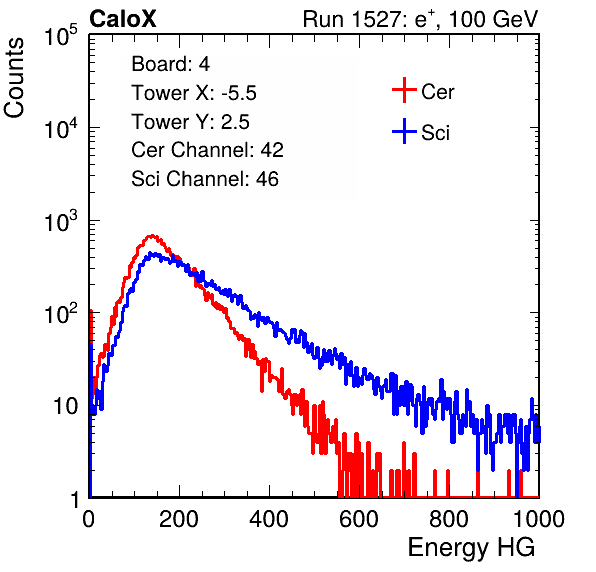 CaloX Run 1527: e⁺, 100 GeV
Counts
10⁵
10⁴
10³
10²
10
1
Board: 4
Tower X: -5.5
Tower Y: 2.5
Cer Channel: 42
Sci Channel: 46
Cer
Sci
0 200 400 600 800 1000
Energy HG